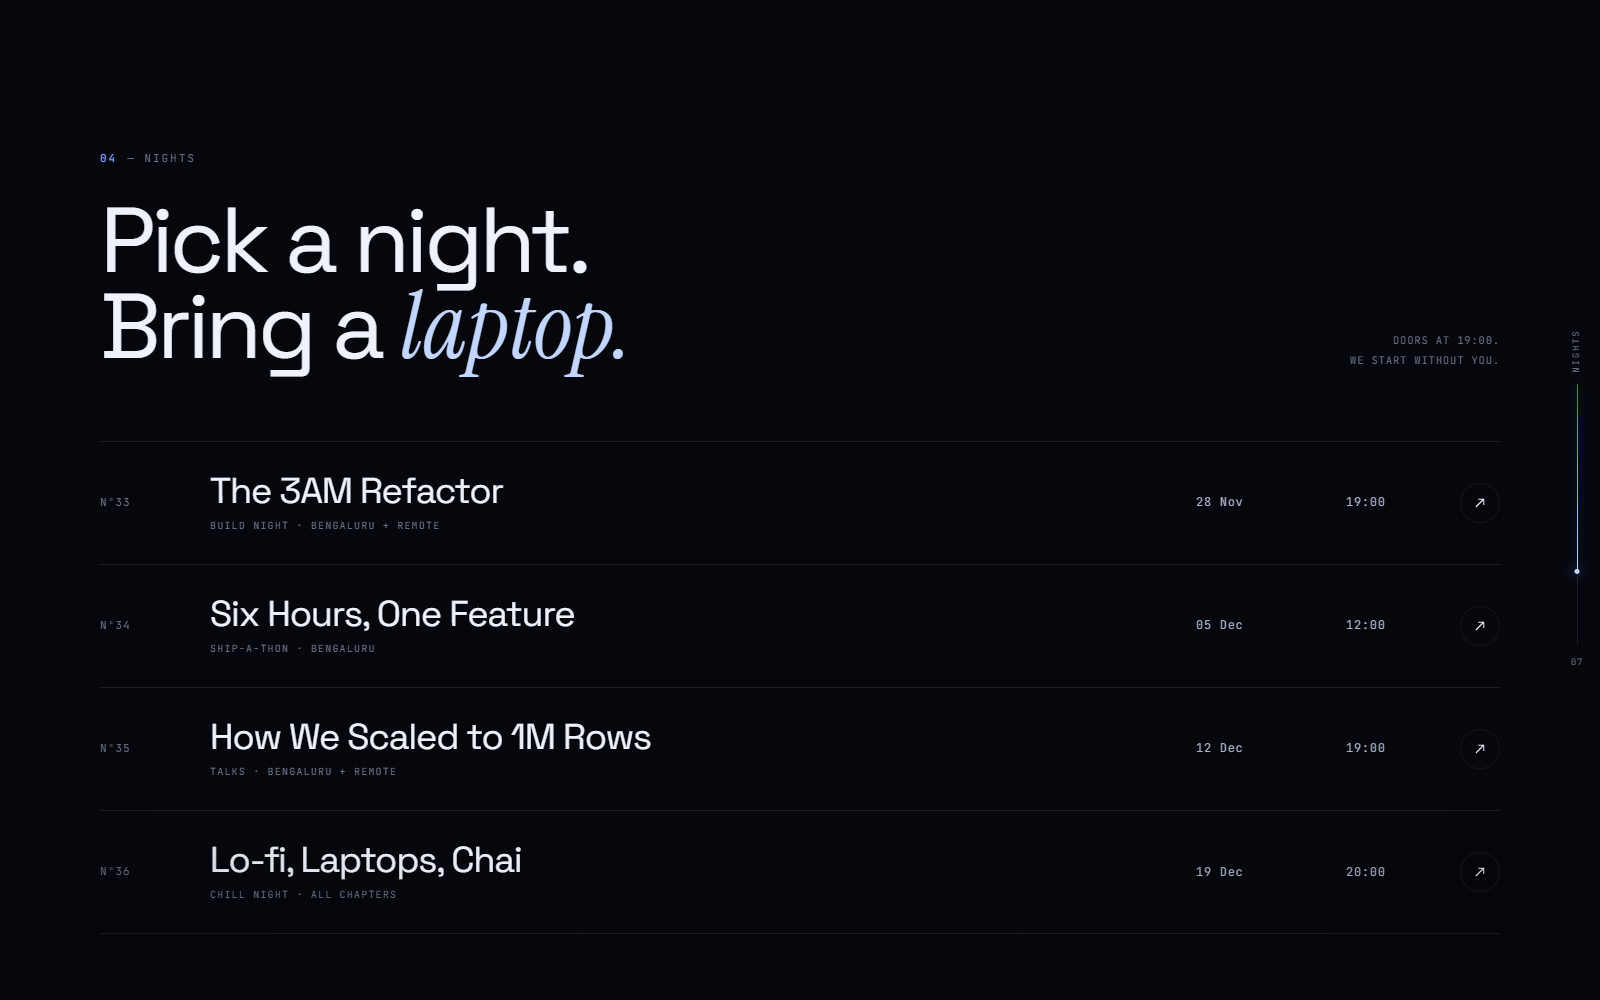 04 — NIGHTS
Pick a night.
Bring a laptop.
DOORS AT 19:00.
WE START WITHOUT YOU.
NIGHTS
N°33
The 3AM Refactor
BUILD NIGHT · BENGALURU + REMOTE
28 Nov
19:00
N°34
Six Hours, One Feature
SHIP-A-THON · BENGALURU
05 Dec
12:00
07
N°35
How We Scaled to 1M Rows
TALKS · BENGALURU + REMOTE
12 Dec
19:00
N°36
Lo-fi, Laptops, Chai
CHILL NIGHT · ALL CHAPTERS
19 Dec
20:00